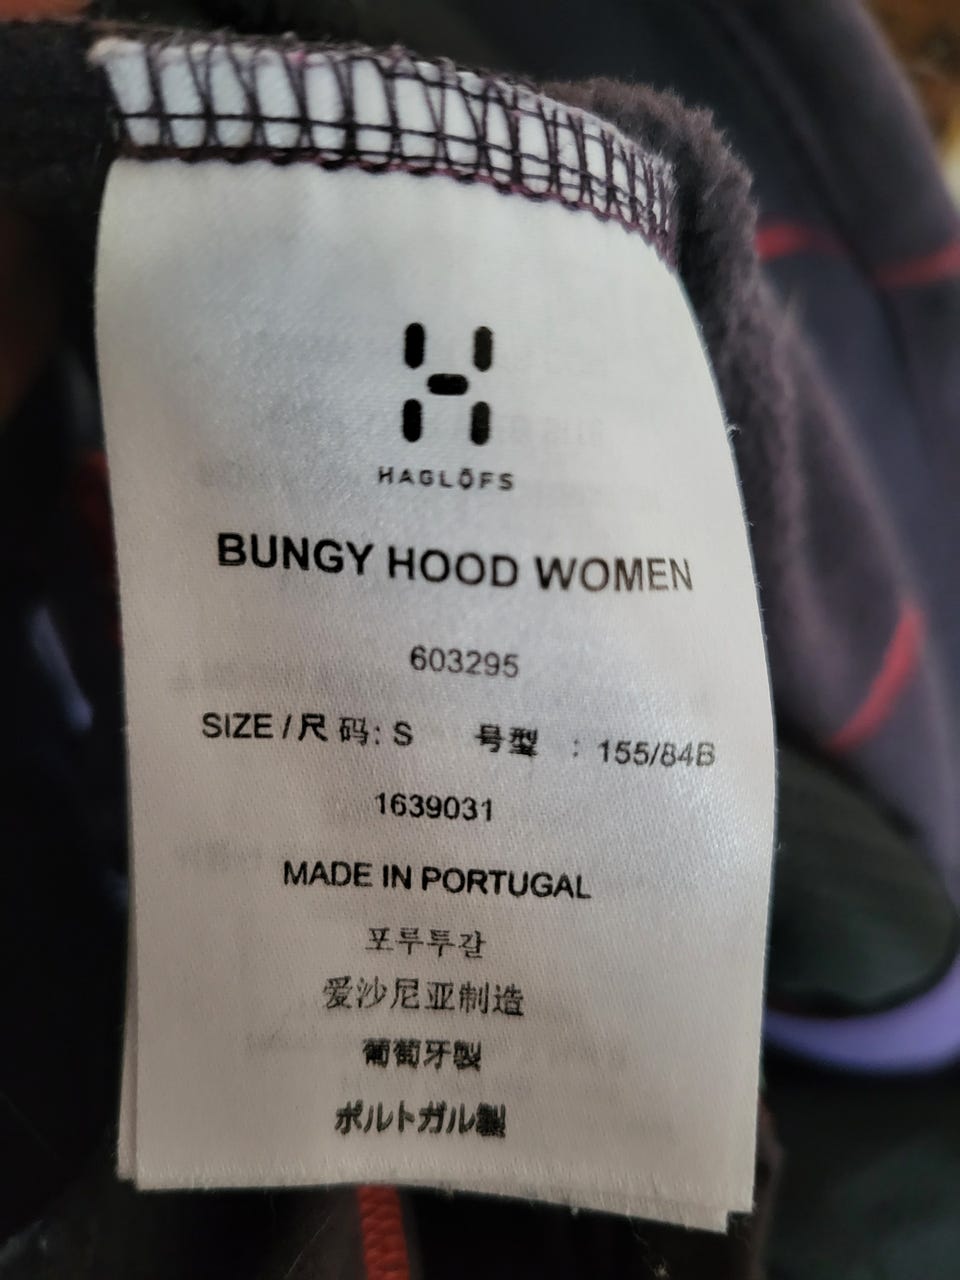 HAGLÖFS
BUNGY HOOD WOMEN
603295
SIZE / 尺 码: S 号型 : 155/84B
1639031
MADE IN PORTUGAL
포루투갈
爱沙尼亚制造
葡萄牙製
ポルトガル製